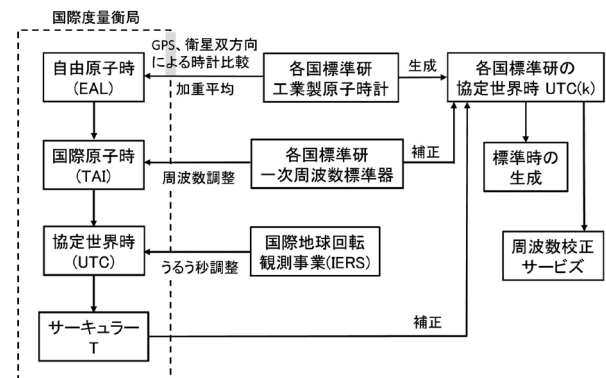 国際度量衡局
GPS、衛星双方向
による時計比較
自由原子時
(EAL)
加重平均
各国標準研
工業製原子時計
生成
各国標準研の
協定世界時 UTC(k)
国際原子時
(TAI)
周波数調整
各国標準研
一次周波数標準器
補正
標準時の
生成
協定世界時
(UTC)
うるう秒調整
国際地球回転
観測事業(IERS)
周波数校正
サービズ
サーキュラー
T
補正